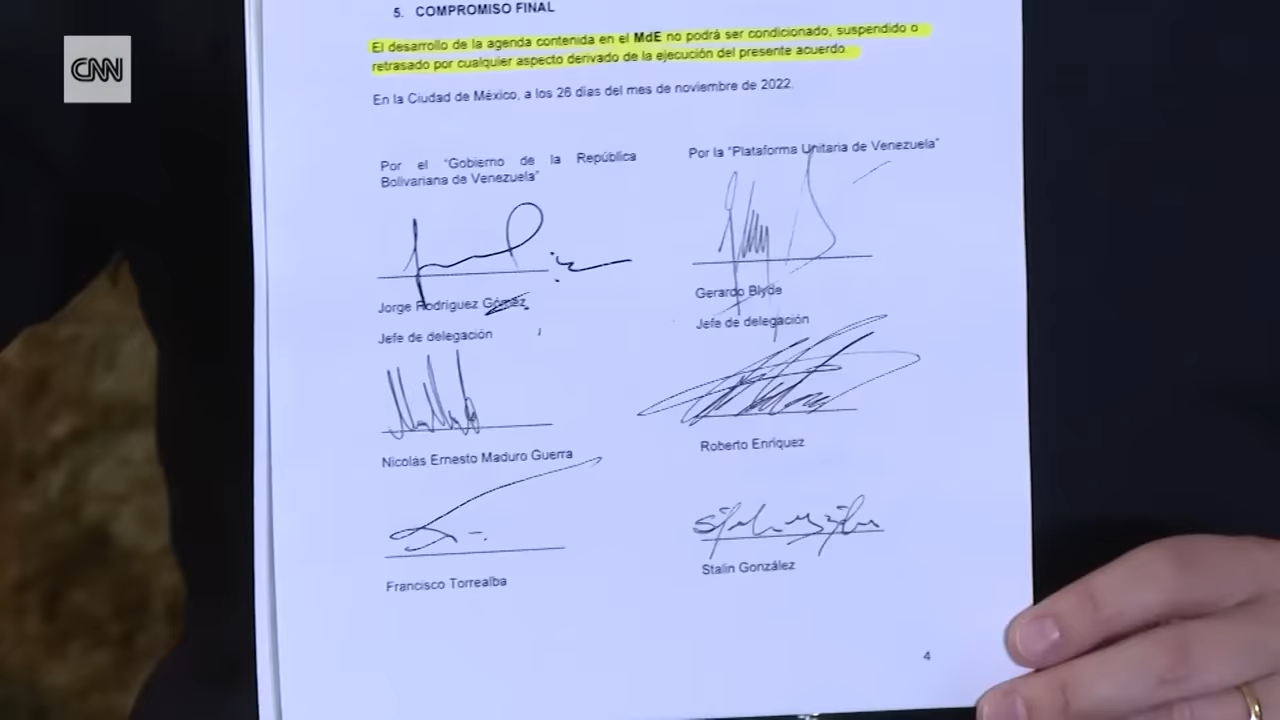 CNN
5. COMPROMISO FINAL
El desarrollo de la agenda contenida en el MdE no podrá ser condicionado, suspendido o
retrasado por cualquier aspecto derivado de la ejecución del presente acuerdo.
En la Ciudad de México, a los 26 días del mes de noviembre de 2022.
Por el "Gobierno de la República
Bolivariana de Venezuela"
Por la "Plataforma Unitaria de Venezuela"
Jorge Rodríguez Gómez
Jefe de delegación
Gerardo Blyde
Jefe de delegación
Nicolás Ernesto Maduro Guerra
Roberto Enríquez
Francisco Torrealba
Stalin González
4